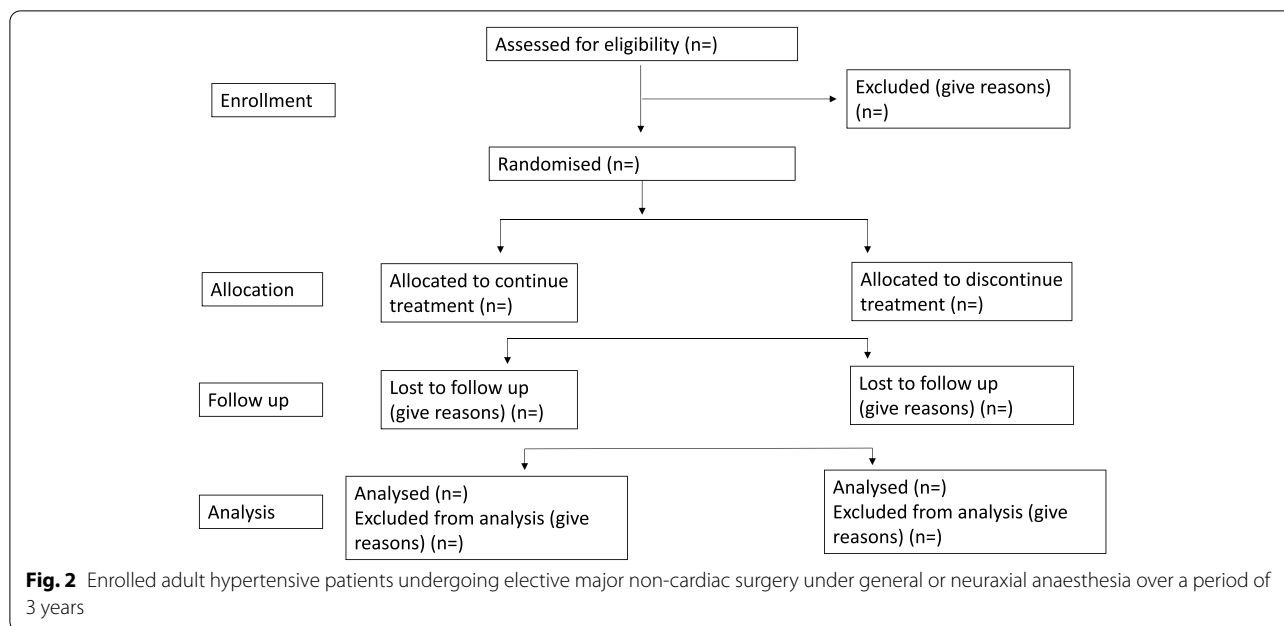 Assessed for eligibility (n=)
Enrollment
Excluded (give reasons)
(n=)
Randomised (n=)
Allocation
Allocated to continue
treatment (n=)
Allocated to discontinue
treatment (n=)
Follow up
Lost to follow up
(give reasons) (n=)
Lost to follow up
(give reasons) (n=)
Analysis
Analysed (n=)
Excluded from analysis (give
reasons) (n=)
Analysed (n=)
Excluded from analysis (give
reasons) (n=)
Fig. 2 Enrolled adult hypertensive patients undergoing elective major non-cardiac surgery under general or neuraxial anaesthesia over a period of
3 years